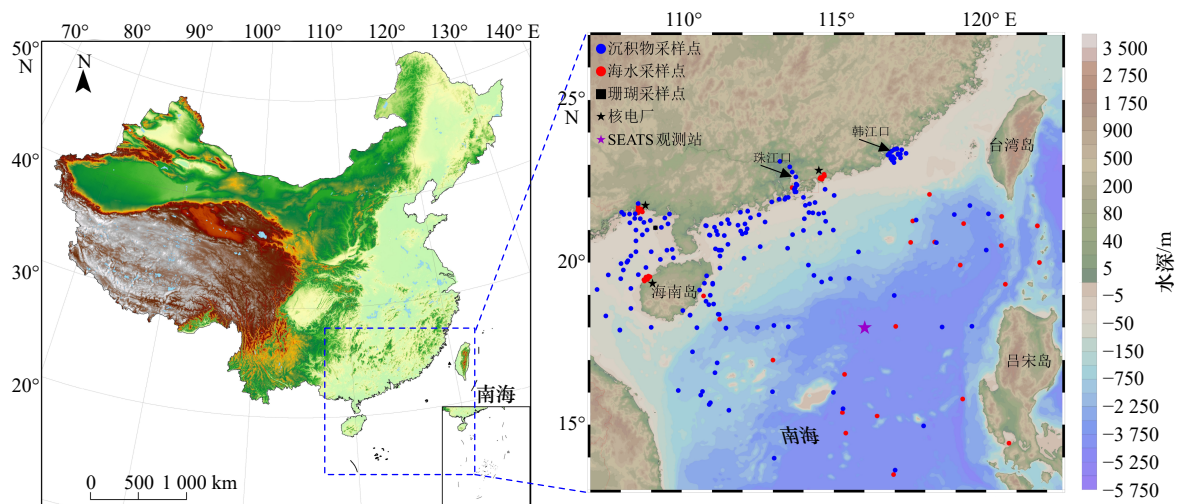 70° 80° 90° 100° 110° 120° 130° 140° E
50°
N
40°
30°
20°
N
南海
0 500 1 000 km
110° 115° 120° E
25°
N
20°
15°
沉积物采样点
海水采样点
珊瑚采样点
核电厂
SEATS 观测站
韩江口
珠江口
台湾岛
海南岛
吕宋岛
南海
3 500
2 750
1 750
900
500
200
80
40
5
−5
−50
−150
−750
−2 250
−3 750
−5 250
−5 750
水深/m